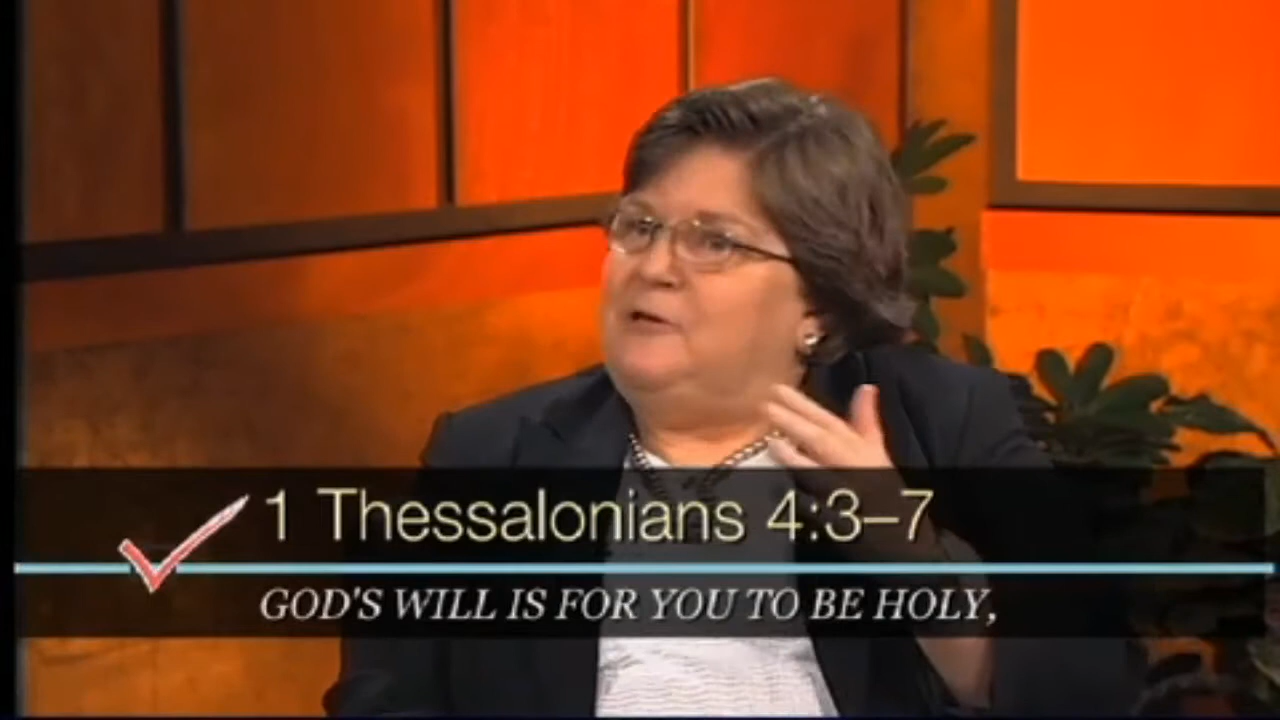 1 Thessalonians 4:3–7
GOD'S WILL IS FOR YOU TO BE HOLY,